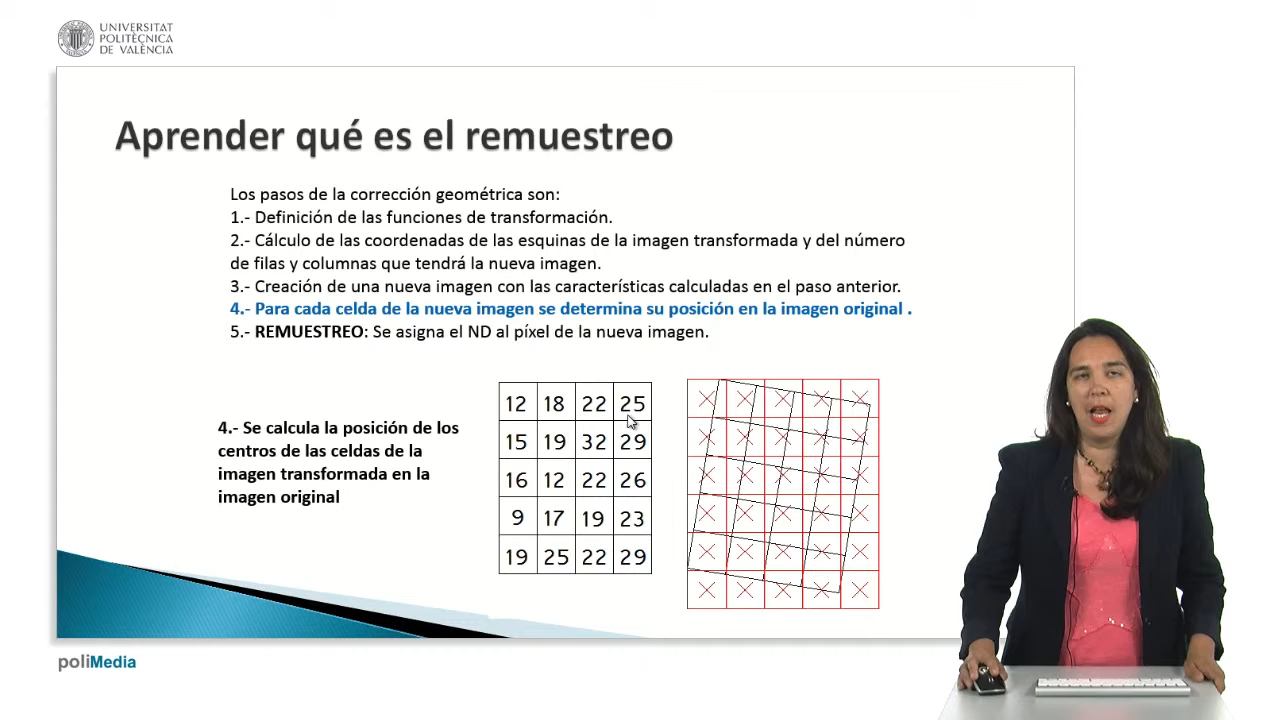 UNIVERSITAT
POLITÈCNICA
DE VALÈNCIA
Aprender qué es el remuestreo
Los pasos de la corrección geométrica son:
1.- Definición de las funciones de transformación.
2.- Cálculo de las coordenadas de las esquinas de la imagen transformada y del número
de filas y columnas que tendrá la nueva imagen.
3.- Creación de una nueva imagen con las características calculadas en el paso anterior.
4.- Para cada celda de la nueva imagen se determina su posición en la imagen original .
5.- REMUESTREO: Se asigna el ND al píxel de la nueva imagen.
4.- Se calcula la posición de los
centros de las celdas de la
imagen transformada en la
imagen original
12 18 22 25
15 19 32 29
16 12 22 26
9 17 19 23
19 25 22 29
poliMedia